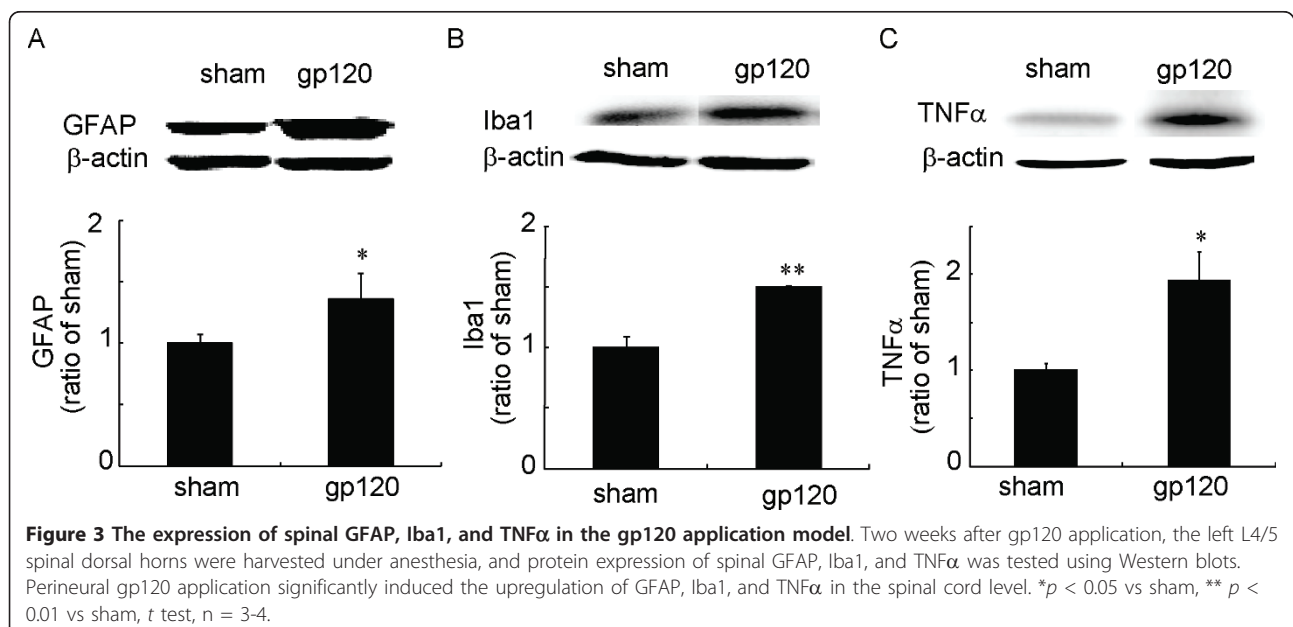 A
sham gp120
GFAP
β-actin
2
*
1
0
GFAP
(ratio of sham)
sham gp120
B
sham gp120
Iba1
β-actin
2
**
1
0
Iba1
(ratio of sham)
sham gp120
C
sham gp120
TNFα
β-actin
*
2
1
0
TNFα
(ratio of sham)
sham gp120
Figure 3 The expression of spinal GFAP, Iba1, and TNFα in the gp120 application model. Two weeks after gp120 application, the left L4/5
spinal dorsal horns were harvested under anesthesia, and protein expression of spinal GFAP, Iba1, and TNFα was tested using Western blots.
Perineural gp120 application significantly induced the upregulation of GFAP, Iba1, and TNFα in the spinal cord level. *p < 0.05 vs sham, ** p <
0.01 vs sham, t test, n = 3-4.